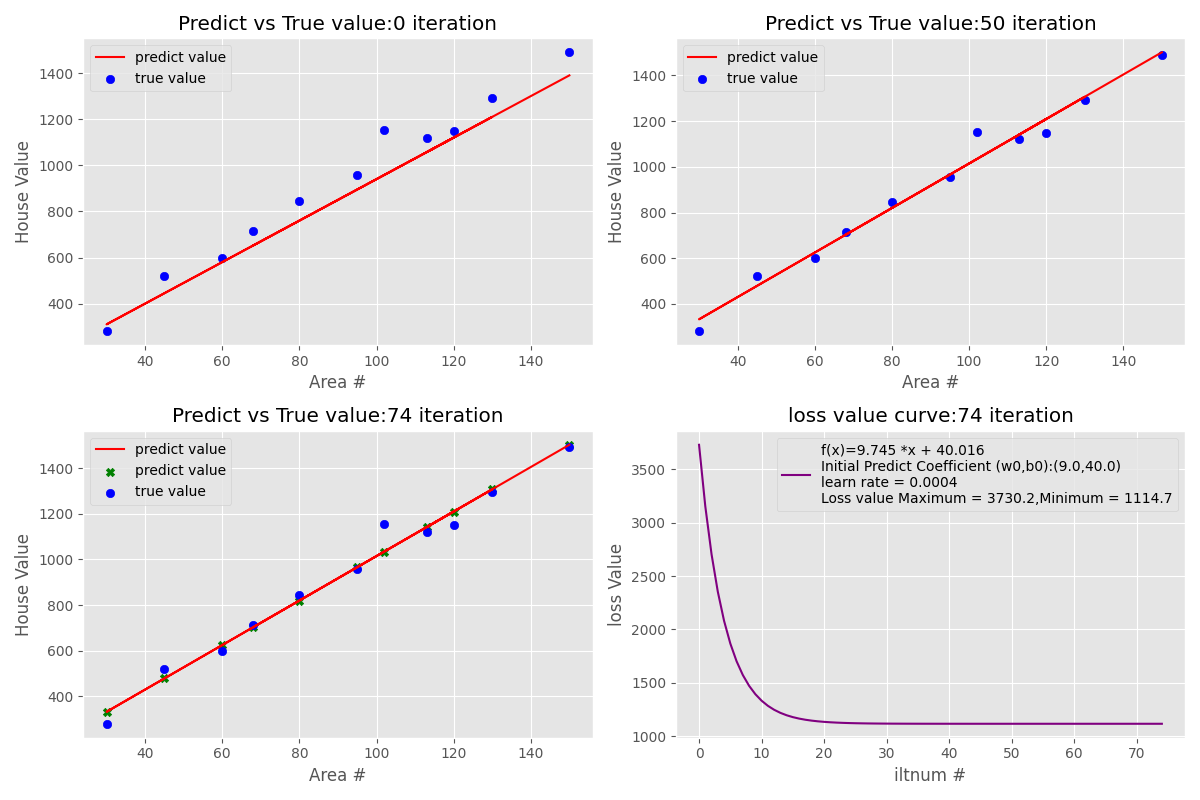 Predict vs True value:0 iteration
predict value
true value
House Value
1400
1200
1000
800
600
400
40 60 80 100 120 140
Area #
Predict vs True value:50 iteration
predict value
true value
House Value
1400
1200
1000
800
600
400
40 60 80 100 120 140
Area #
Predict vs True value:74 iteration
predict value
predict value
true value
House Value
1400
1200
1000
800
600
400
40 60 80 100 120 140
Area #
loss value curve:74 iteration
f(x)=9.745 *x + 40.016
Initial Predict Coefficient (w0,b0):(9.0,40.0)
learn rate = 0.0004
Loss value Maximum = 3730.2,Minimum = 1114.7
loss Value
3500
3000
2500
2000
1500
1000
0 10 20 30 40 50 60 70
iltnum #